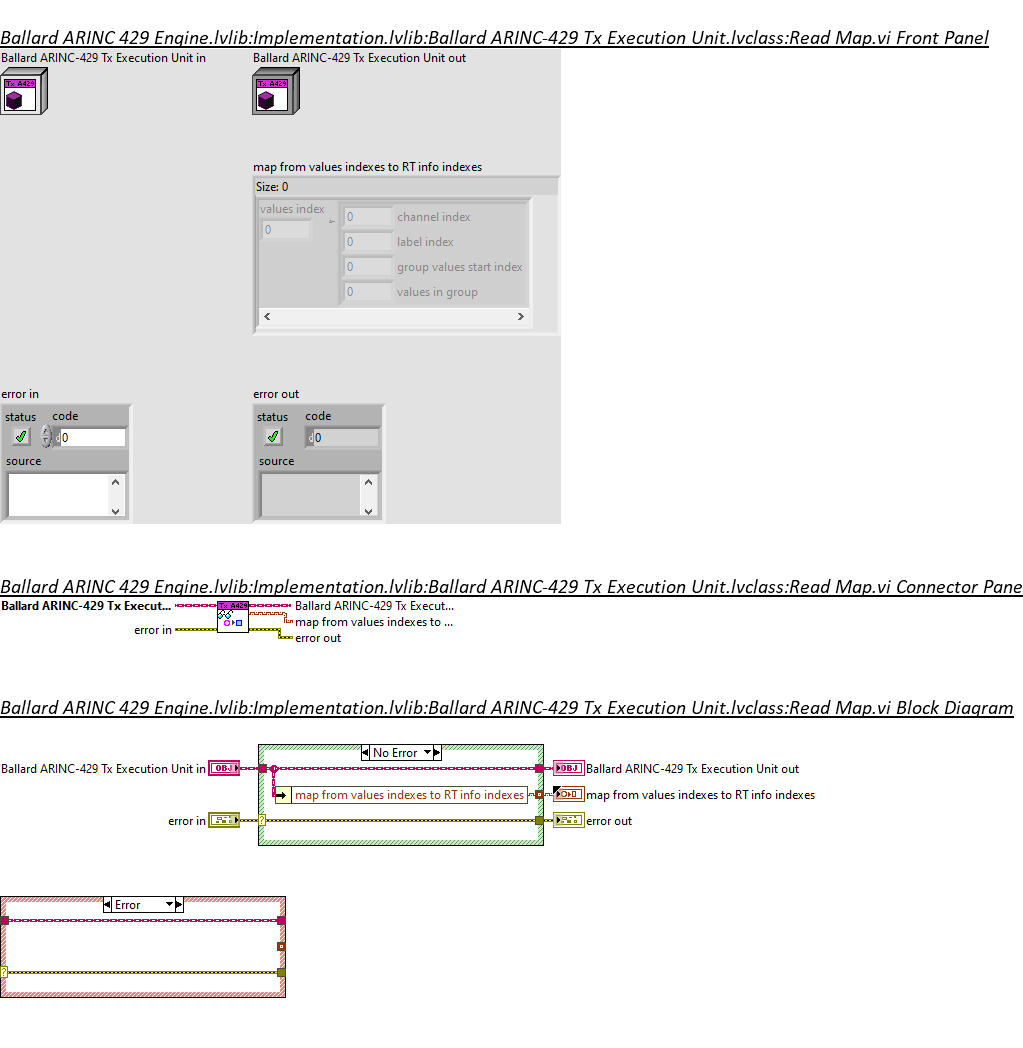 Ballard ARINC 429 Engine.lvlib:Implementation.lvlib:Ballard ARINC-429 Tx Execution Unit.lvclass:Read Map.vi Front Panel
Ballard ARINC-429 Tx Execution Unit in
Ballard ARINC-429 Tx Execution Unit out
Tx A429
Tx A429
map from values indexes to RT info indexes
Size: 0
values index
0
0 channel index
0 label index
0 group values start index
0 values in group
error in
error out
status code
0
source
status code
0
source
Ballard ARINC 429 Engine.lvlib:Implementation.lvlib:Ballard ARINC-429 Tx Execution Unit.lvclass:Read Map.vi Connector Pane
Ballard ARINC-429 Tx Execut...
Tx A429
Ballard ARINC-429 Tx Execut...
map from values indexes to ...
error in
error out
Ballard ARINC 429 Engine.lvlib:Implementation.lvlib:Ballard ARINC-429 Tx Execution Unit.lvclass:Read Map.vi Block Diagram
No Error
Ballard ARINC-429 Tx Execution Unit in
OBJ
OBJ
Ballard ARINC-429 Tx Execution Unit out
map from values indexes to RT info indexes
map from values indexes to RT info indexes
error in
?
error out
Error
?